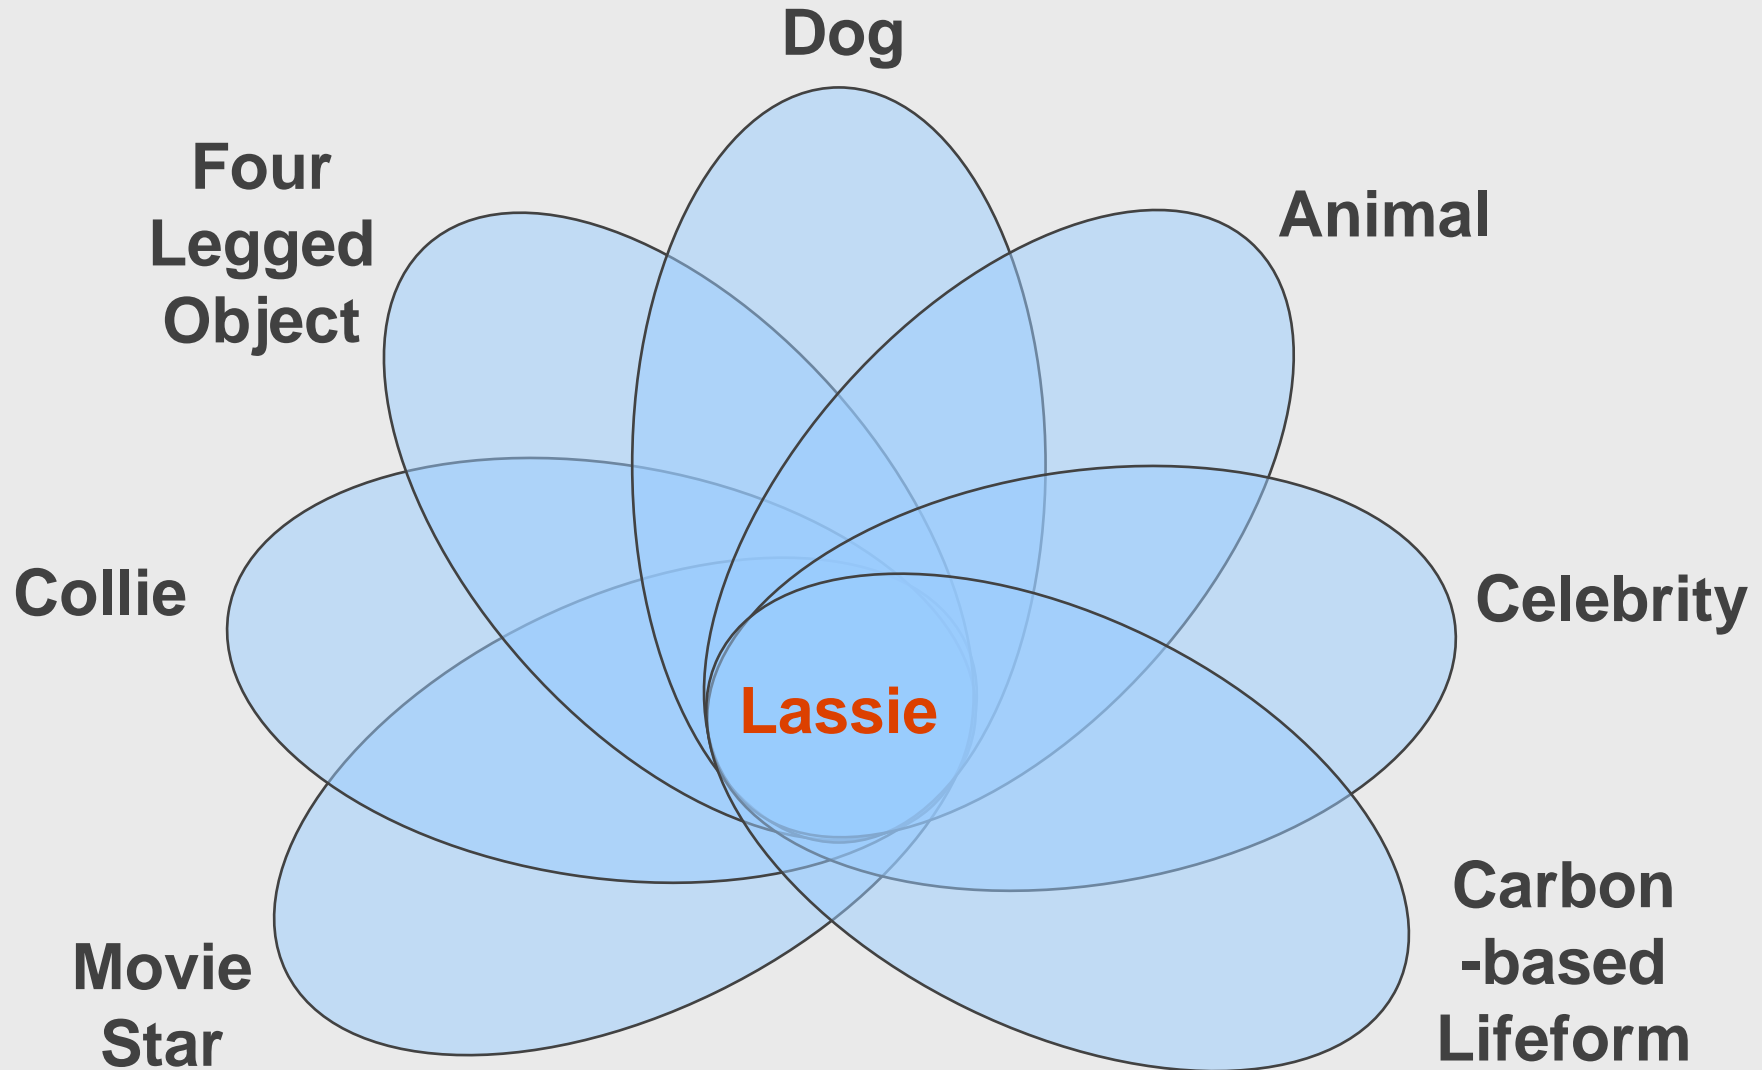 Dog
Four
Legged
Object
Animal
Collie
Celebrity
Lassie
Movie
Star
Carbon
-based
Lifeform